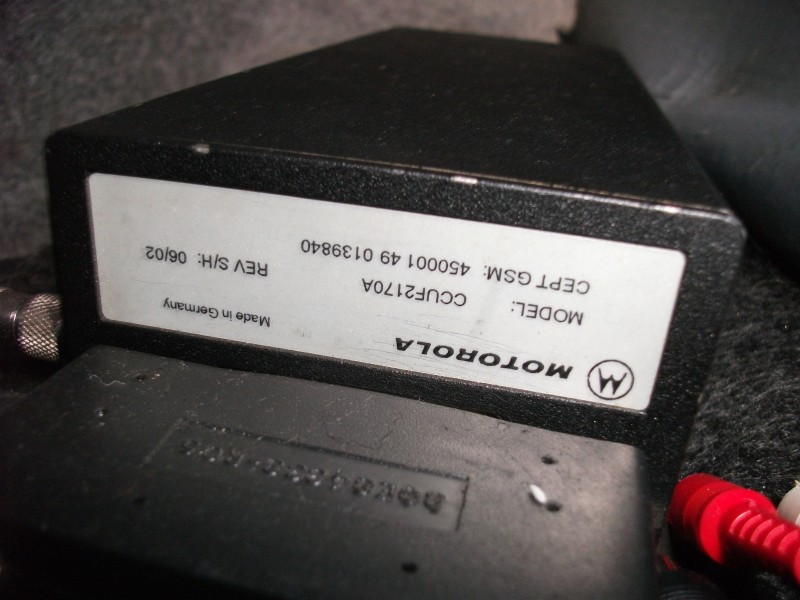 MOTOROLA
Made in Germany
MODEL: CCUF2170A
CEPT GSM: 450001 49 0139840
REV S/H: 06/02